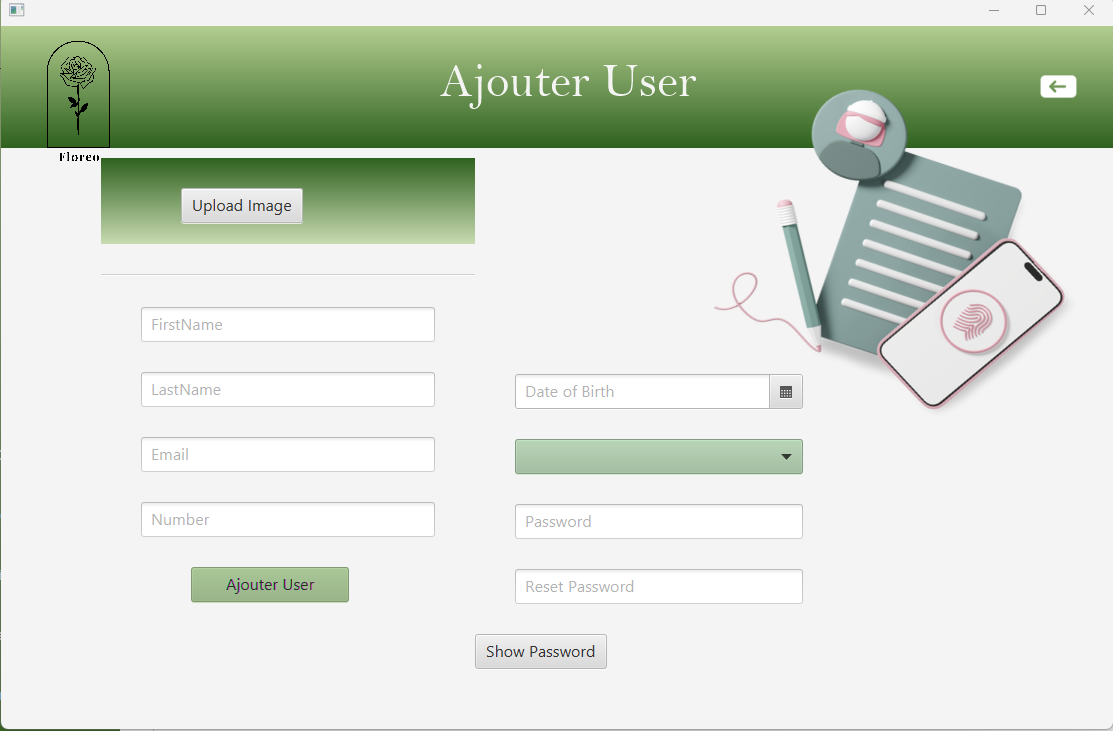 Ajouter User
Floreo
Upload Image
FirstName
LastName
Email
Number
Ajouter User
Date of Birth
Password
Reset Password
Show Password